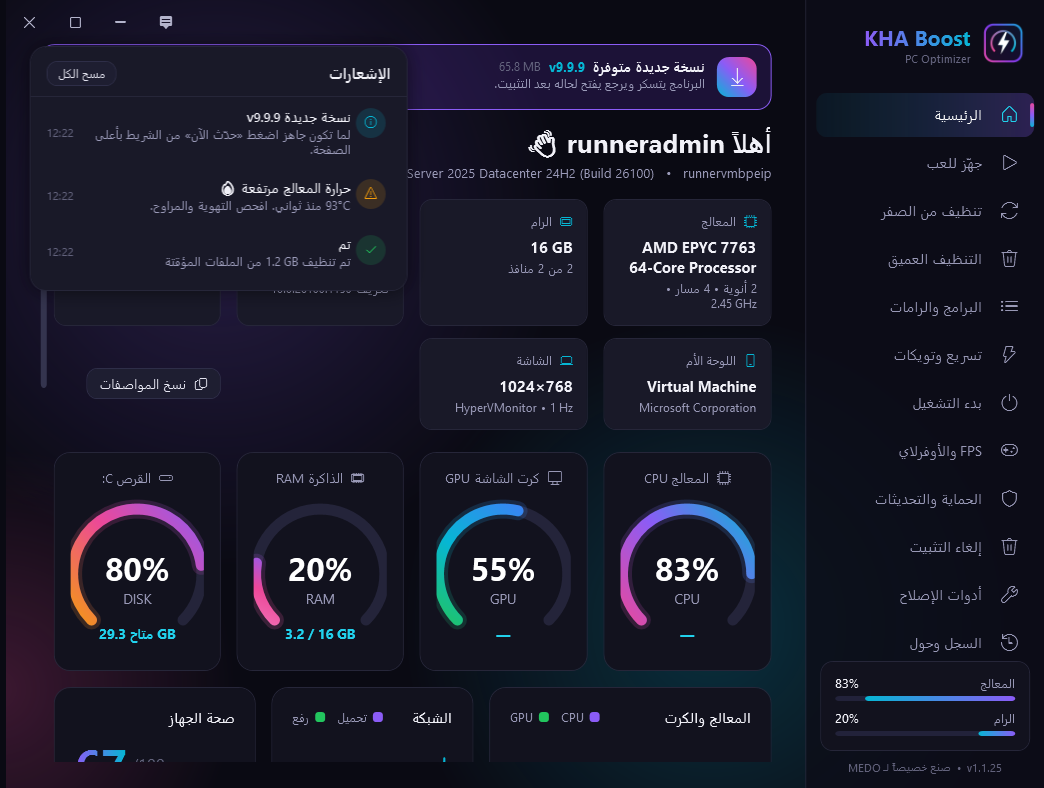 KHA Boost
PC Optimizer
الرئيسية
جهّز للعب
تنظيف من الصفر
التنظيف العميق
البرامج والرامات
تسريع وتويكات
بدء التشغيل
FPS والأوفرلاي
الحماية والتحديثات
إلغاء التثبيت
أدوات الإصلاح
السجل وحول
المعالج 83%
الرام 20%
v1.1.25 • صنع خصيصاً لـ MEDO
نسخة جديدة متوفرة v9.9.9 65.8 MB
البرنامج يتسكر ويرجع يفتح لحاله بعد التثبيت.
الإشعارات
مسح الكل
نسخة جديدة v9.9.9
لما تكون جاهز اضغط «حدّث الآن» من الشريط بأعلى
الصفحة.
12:22
حرارة المعالج مرتفعة
93°C منذ ثواني. افحص التهوية والمراوح.
12:22
تم
تم تنظيف 1.2 GB من الملفات المؤقتة
12:22
أهلاً runneradmin
runnervmbpeip • Server 2025 Datacenter 24H2 (Build 26100)
المعالج
AMD EPYC 7763
64-Core Processor
2 أنوية • 4 مسار •
2.45 GHz
الرام
16 GB
2 من 2 منافذ
اللوحة الأم
Virtual Machine
Microsoft Corporation
الشاشة
1024×768
HyperVMonitor • 1 Hz
نسخ المواصفات
المعالج CPU
83%
CPU
—
كرت الشاشة GPU
55%
GPU
—
الذاكرة RAM
20%
RAM
3.2 / 16 GB
القرص C:
80%
DISK
29.3 متاح GB
المعالج والكرت
CPU
GPU
الشبكة
تحميل
رفع
صحة الجهاز